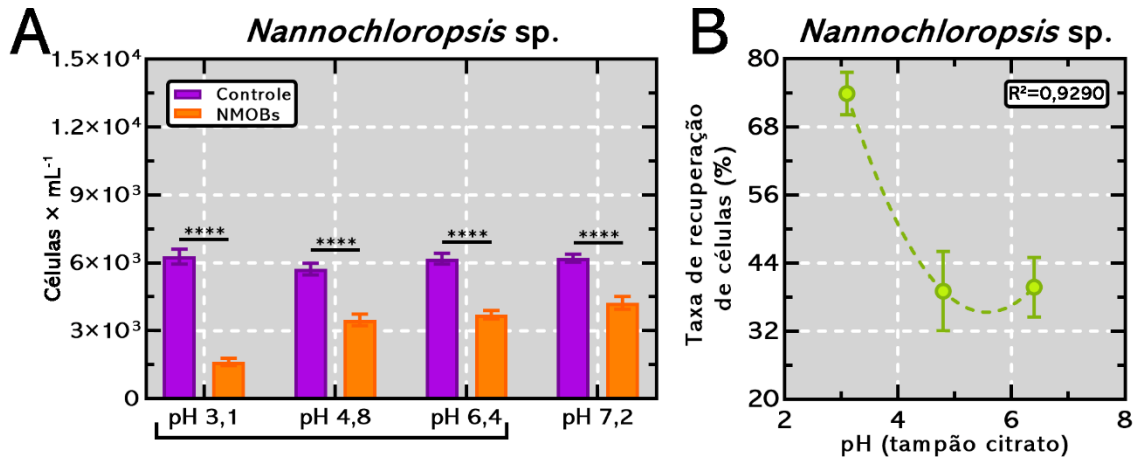 A
Nannochloropsis sp.
Células × mL⁻¹
1.5×10⁴
1.2×10⁴
9×10³
6×10³
3×10³
0
Controle
NMOBs
****
****
****
****
pH 3,1
pH 4,8
pH 6,4
pH 7,2
B
Nannochloropsis sp.
Taxa de recuperação
de células (%)
80
68
56
44
32
20
R²=0,9290
2
4
6
8
pH (tampão citrato)